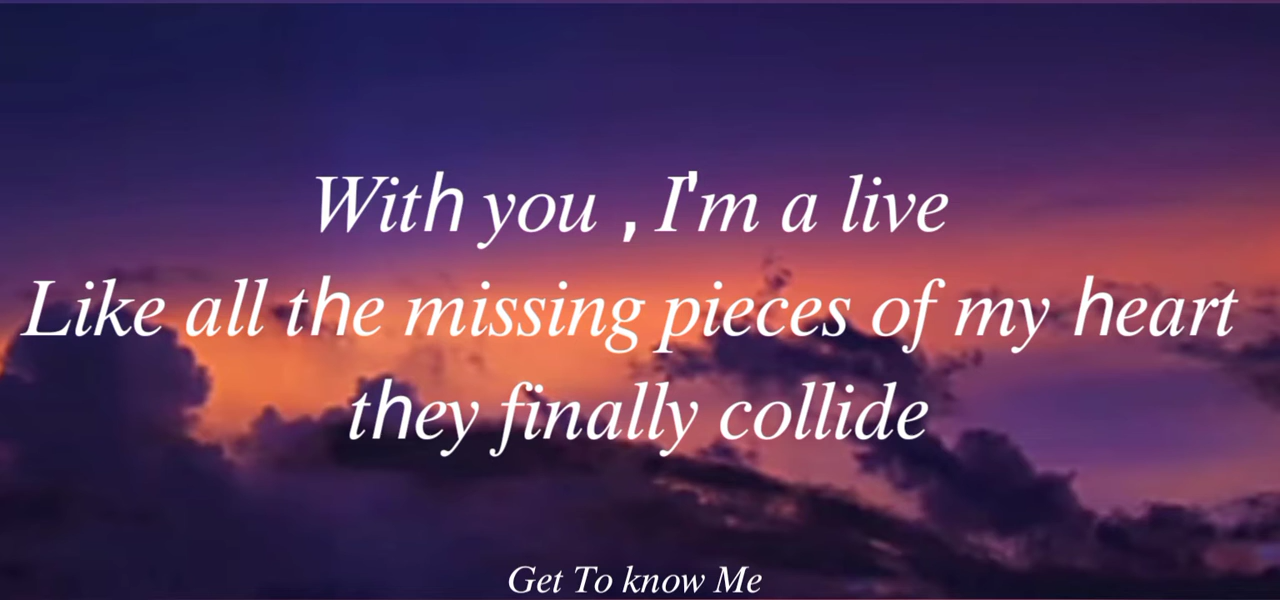 With you , I'm a live
Like all the missing pieces of my heart
they finally collide
Get To know Me